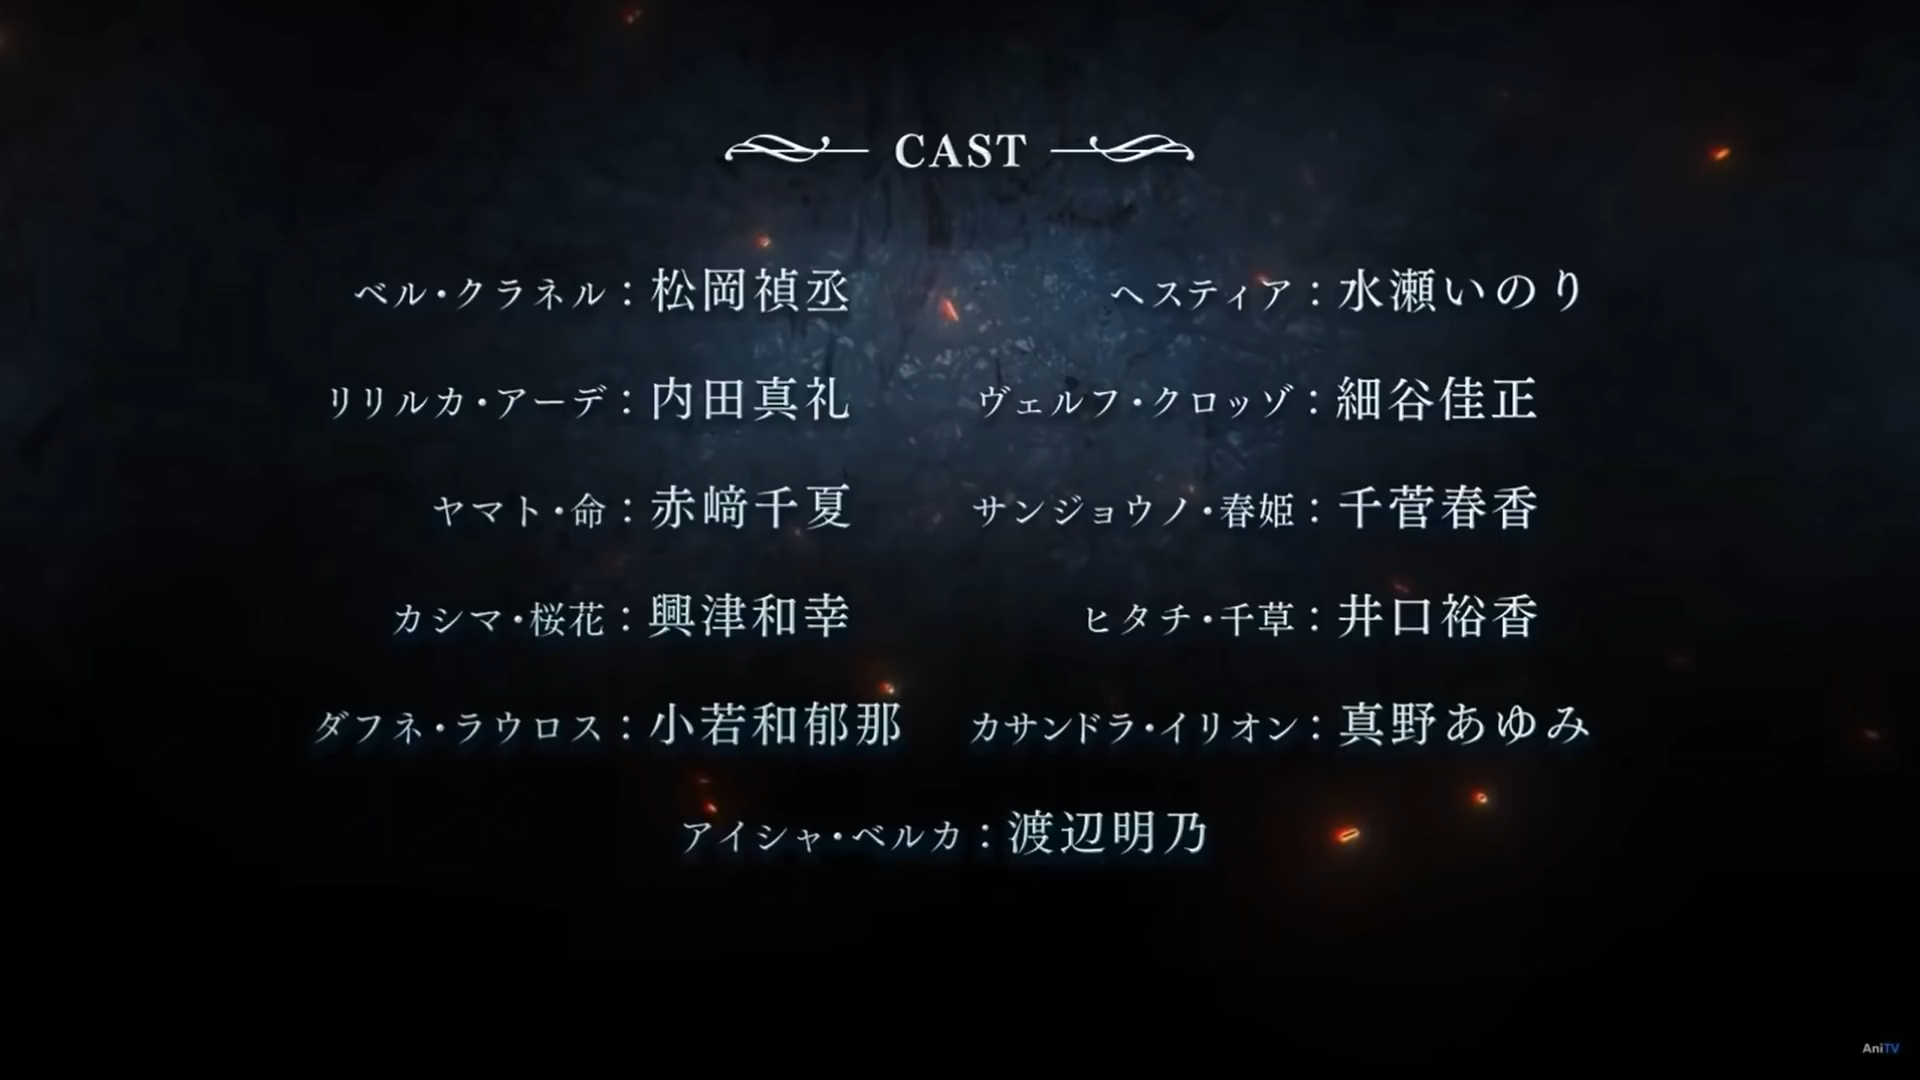 CAST
ベル・クラネル：松岡禎丞 ヘスティア：水瀬いのり
リリルカ・アーデ：内田真礼 ヴェルフ・クロッゾ：細谷佳正
ヤマト・命：赤﨑千夏 サンジョウノ・春姫：千菅春香
カシマ・桜花：興津和幸 ヒタチ・千草：井口裕香
ダフネ・ラウロス：小若和郁那 カサンドラ・イリオン：真野あゆみ
アイシャ・ベルカ：渡辺明乃
AniTV